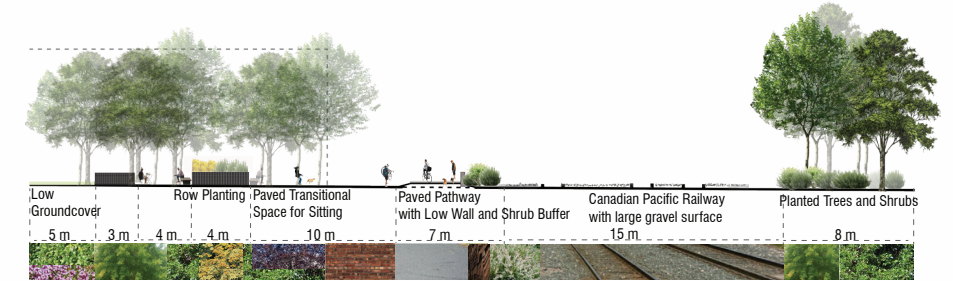 Low
Groundcover
Row Planting
Paved Transitional
Space for Sitting
Paved Pathway
with Low Wall and Shrub Buffer
Canadian Pacific Railway
with large gravel surface
Planted Trees and Shrubs
5 m
3 m
4 m
4 m
10 m
7 m
15 m
8 m